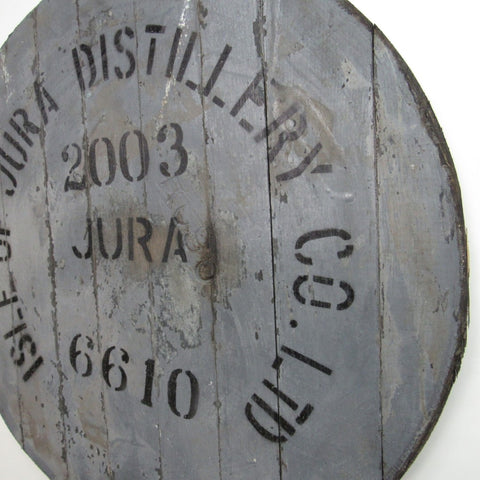 ISLE OF JURA DISTILLERY CO. LTD
2003
JURA
6610